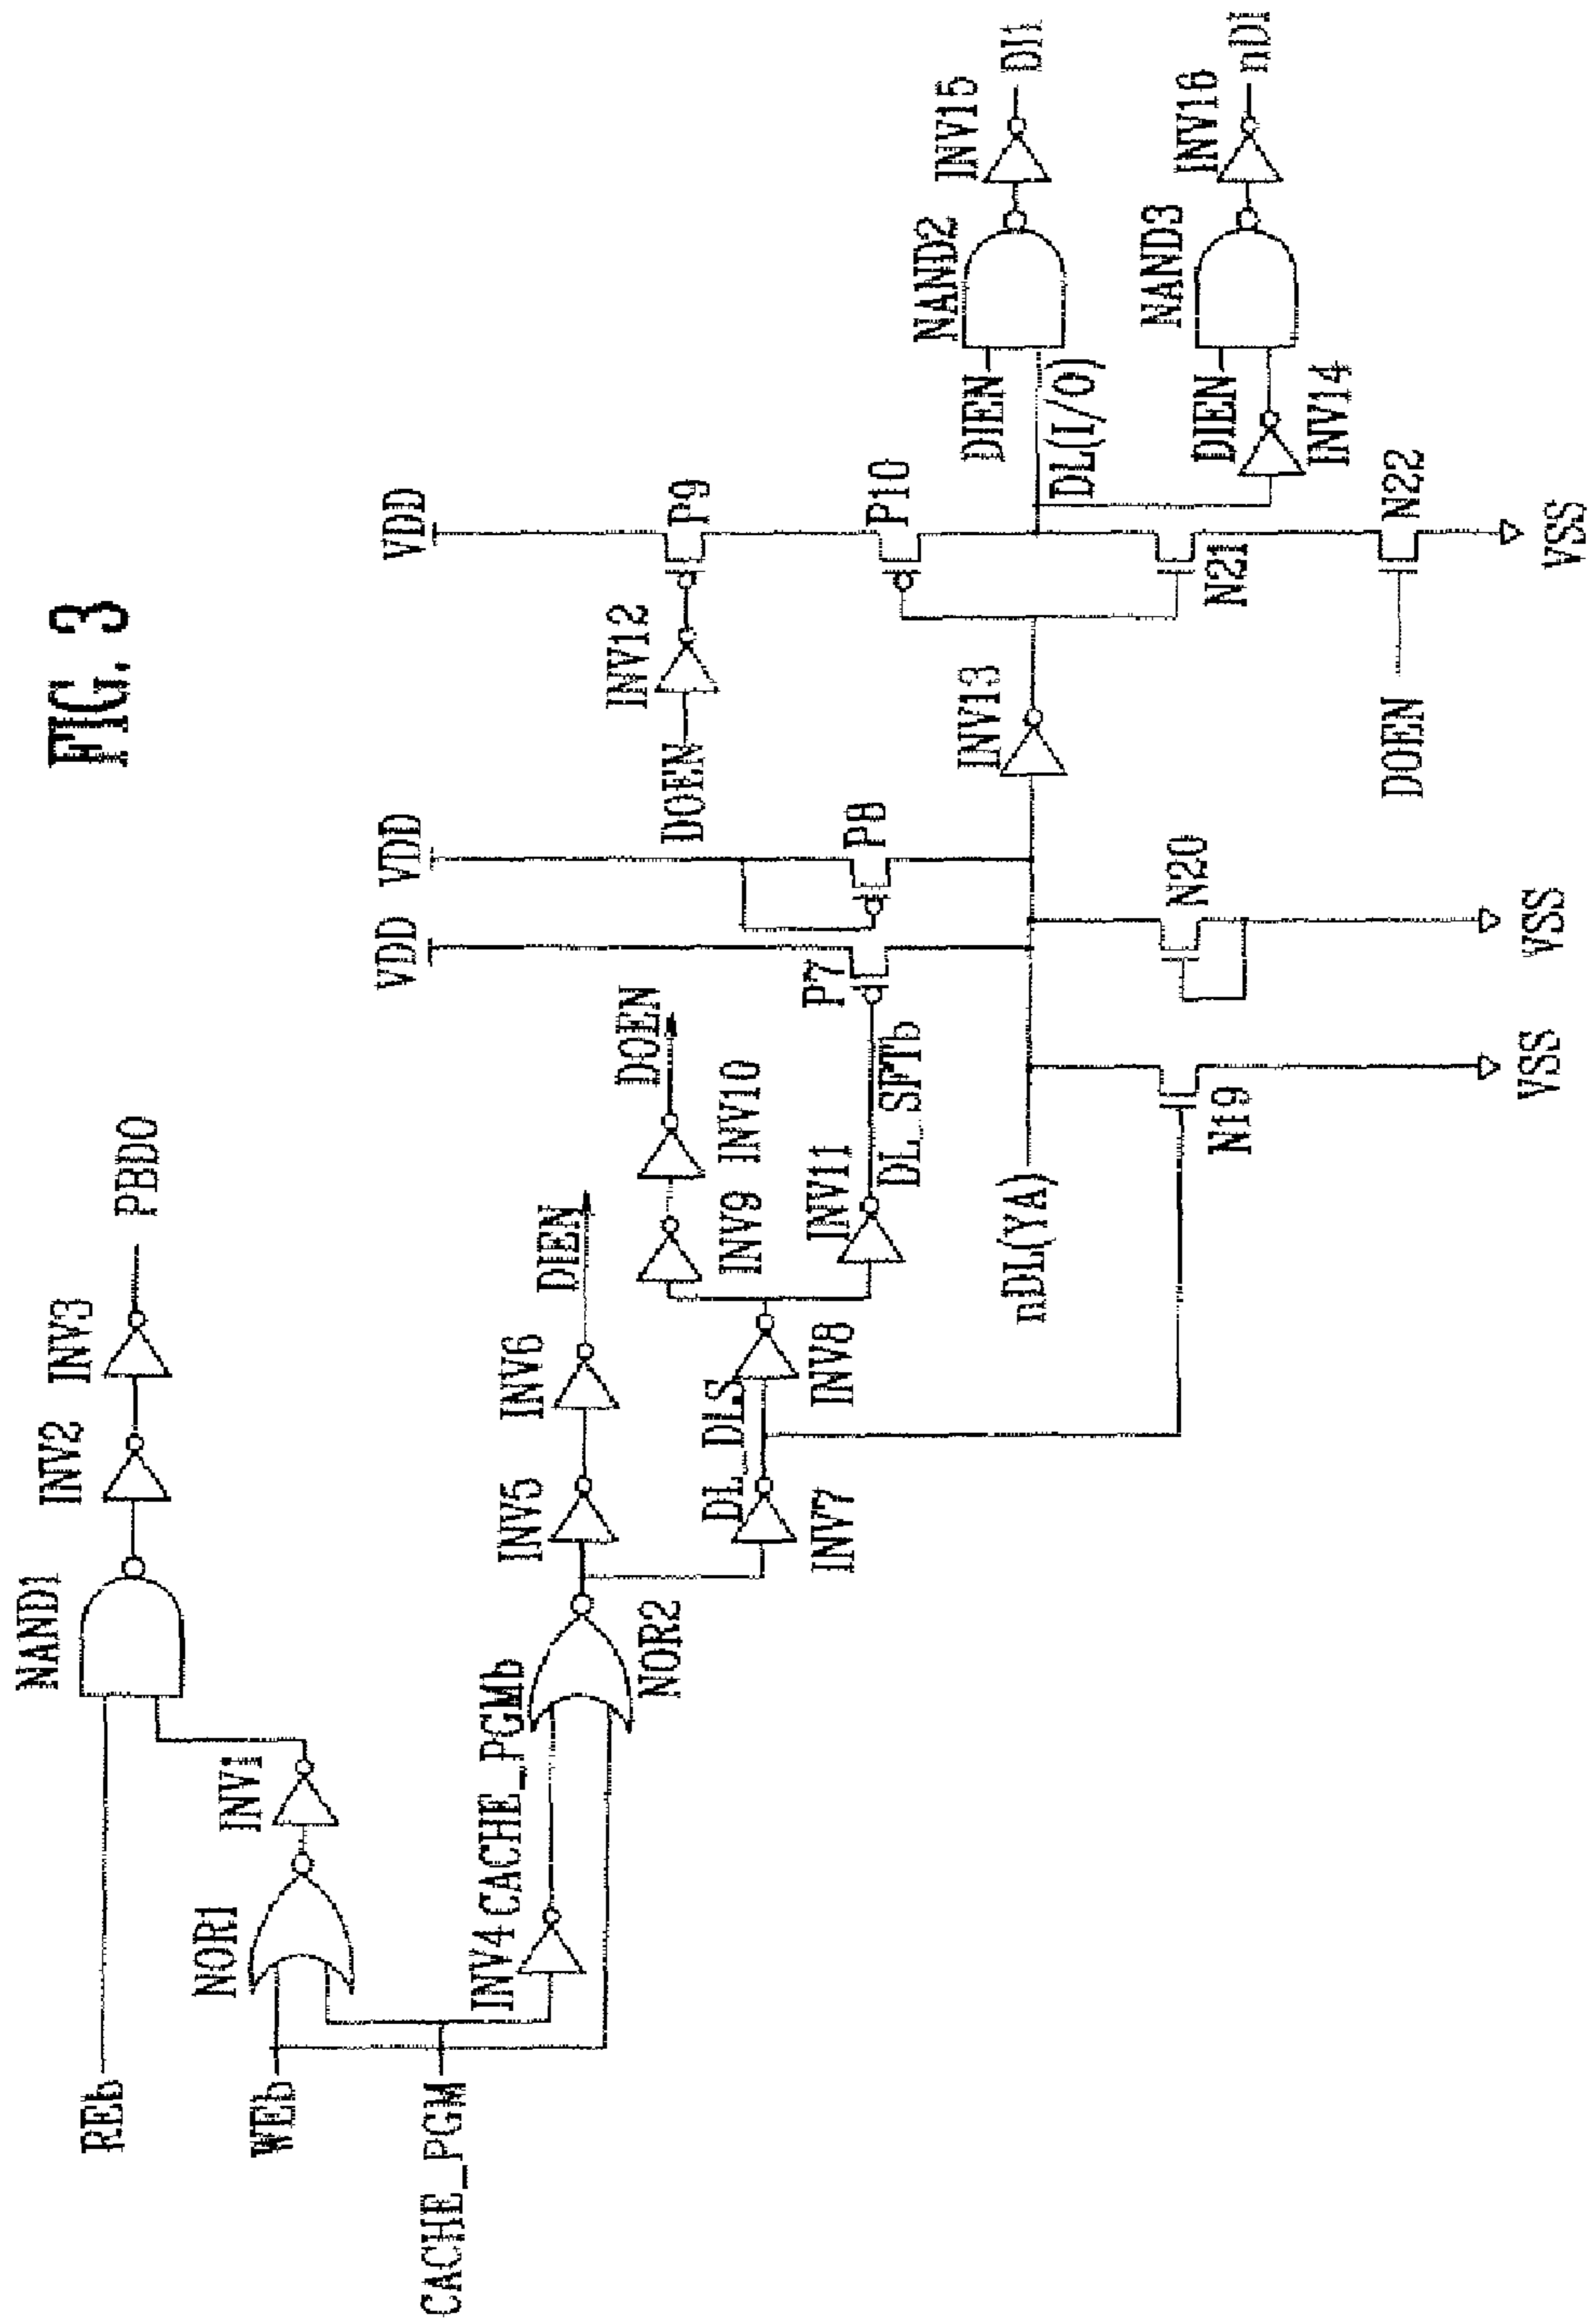 FIG. 3
REb
WEb
CACHE_PGM
NAND1
INV2
INV3
PBDO
NOR1
INV1
INV4
CACHE_PGMb
NOR2
INV5
INV6
DIEN
INV7
DL_DLS
INV8
INV9
INV10
DOEN
INV11
DL_SFTb
nDL(YA)
N19
VSS
VDD
P7
VDD
P8
N20
VSS
INV13
DOEN
INV12
VDD
P9
P10
N21
DOEN
N22
VSS
DL(I/O)
DIEN
NAND2
INV15
DI1
INV14
DIEN
NAND3
INV16
nDI